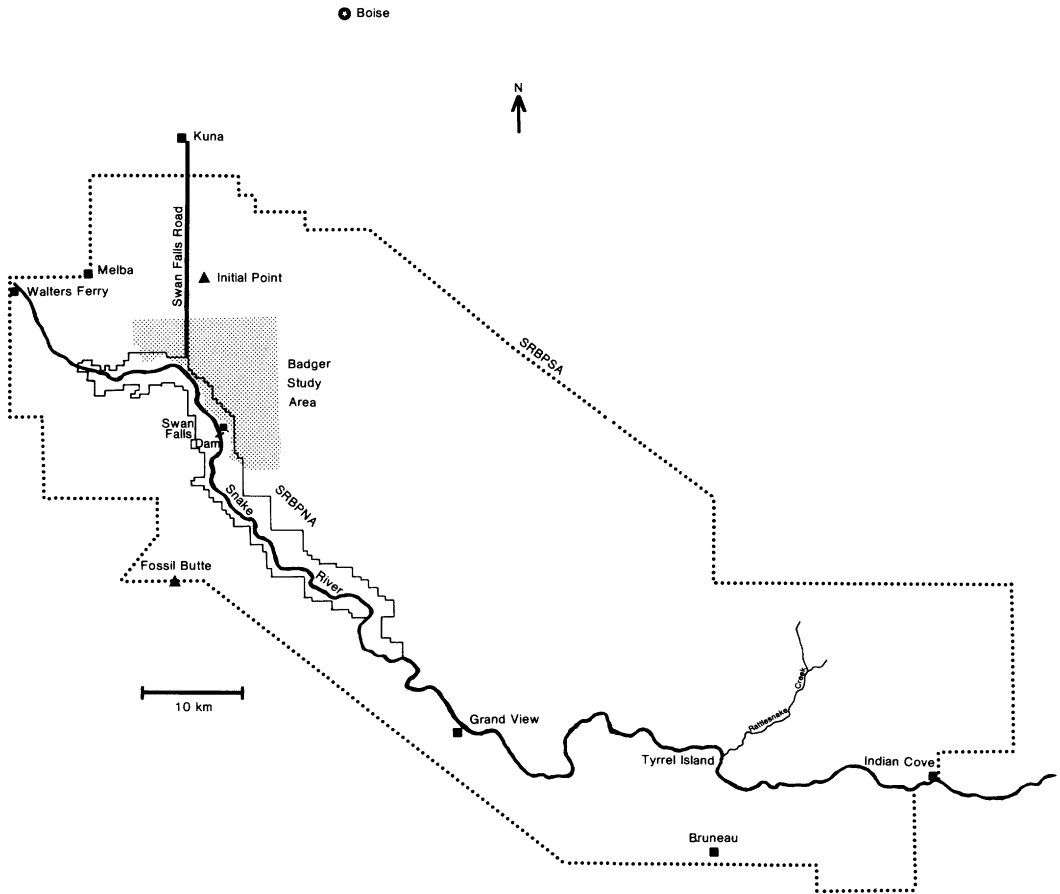 Boise
N
Kuna
Swan Falls Road
Melba
Initial Point
Walters Ferry
SRBPSA
Badger
Study
Area
Swan
Falls
Dam
Snake
SRBPNA
Fossil Butte
River
10 km
Creek
Rattlesnake
Grand View
Tyrrel Island
Indian Cove
Bruneau